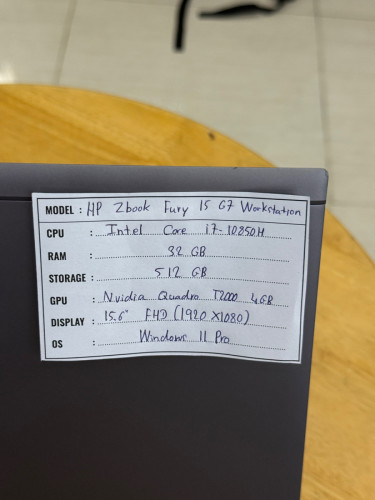 MODEL : HP Zbook Fury 15 G7 Workstation
CPU : Intel Core i7-10850H
RAM : 32 GB
STORAGE : 512 GB
GPU : Nvidia Quadro T2000 4GB
DISPLAY : 15.6" FHD (1920 X1080)
OS : Windows 11 Pro